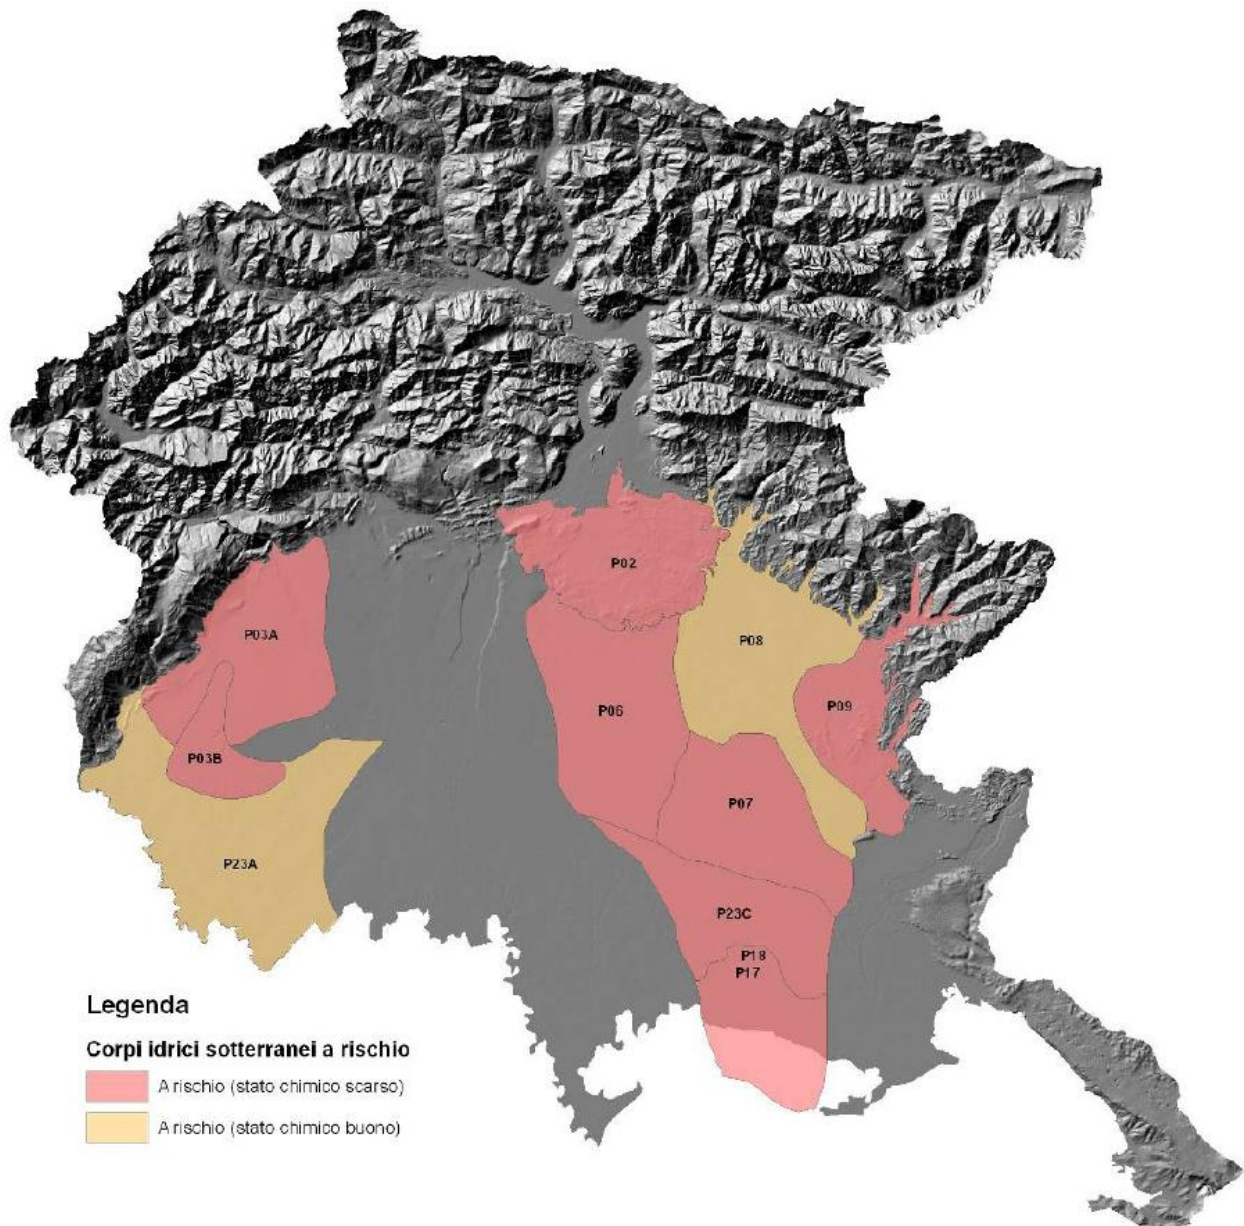 P02
P03A
P08
P09
P06
P03B
P07
P23A
P23C
P18
P17
Legenda
Corpi idrici sotterranei a rischio
A rischio (stato chimico scarso)
A rischio (stato chimico buono)